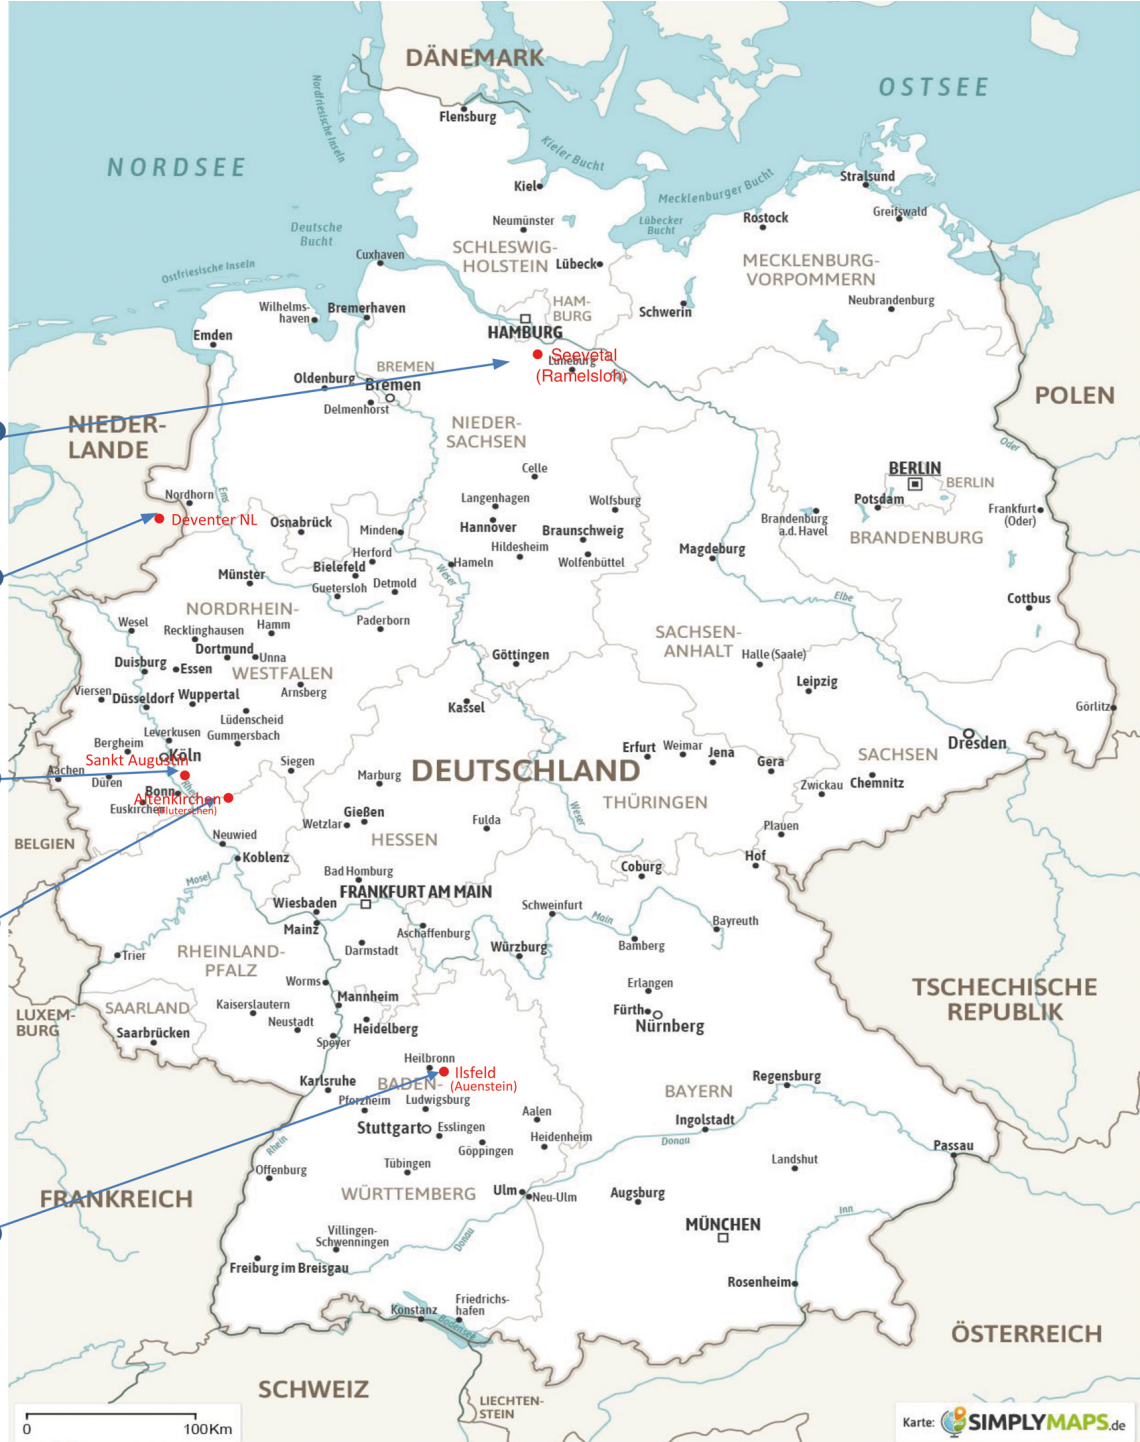 DÄNEMARK
OSTSEE
NORDSEE
Nordfriesische Inseln
Flensburg
Kieler Bucht
Kiel
Mecklenburger Bucht
Stralsund
Greifswald
Neumünster
Lübecker
Bucht
Rostock
Deutsche
Bucht
SCHLESWIG-
HOLSTEIN
Lübeck
MECKLENBURG-
VORPOMMERN
Cuxhaven
Ostfriesische Inseln
Wilhelms-
haven
Bremerhaven
HAM-
BURG
Schwerin
Neubrandenburg
Emden
HAMBURG
Seevetal
(Ramelsloh)
Lüneburg
BREMEN
Oldenburg
Bremen
Delmenhorst
POLEN
NIEDER-
LANDE
NIEDER-
SACHSEN
Oder
Celle
BERLIN
BERLIN
Nordhorn
Ems
Langenhagen
Wolfsburg
Potsdam
Deventer NL
Osnabrück
Minden
Hannover
Braunschweig
Brandenburg
a.d. Havel
Frankfurt
(Oder)
BRANDENBURG
Herford
Hildesheim
Wolfenbüttel
Magdeburg
Münster
Bielefeld
Hameln
Weser
Guetersloh
Detmold
Elbe
Cottbus
NORDRHEIN-
WESTFALEN
Wesel
Recklinghausen
Hamm
Paderborn
SACHSEN-
ANHALT
Dortmund
Unna
Göttingen
Halle (Saale)
Duisburg
Essen
Leipzig
Viersen
Düsseldorf
Wuppertal
Arnsberg
Kassel
Görlitz
Lüdenscheid
Leverkusen
Gummersbach
Bergheim
Köln
Sankt Augustin
Siegen
Erfurt
Weimar
Jena
Gera
SACHSEN
Dresden
Aachen
Düren
Marburg
DEUTSCHLAND
Zwickau
Chemnitz
Bonn
Rhein
Altenkirchen
Euskirchen
THÜRINGEN
Weser
BELGIEN
Neuwied
Wetzlar
Gießen
HESSEN
Fulda
Plauen
Koblenz
Hof
Mosel
Bad Homburg
Coburg
FRANKFURT AM MAIN
Wiesbaden
Mainz
Schweinfurt
Main
Aschaffenburg
Bayreuth
Darmstadt
Würzburg
Bamberg
Trier
RHEINLAND-
PFALZ
Worms
Erlangen
TSCHECHISCHE
REPUBLIK
LUXEM-
BURG
SAARLAND
Kaiserslautern
Mannheim
Fürth
Nürnberg
Saarbrücken
Neustadt
Heidelberg
Speyer
Heilbronn
Ilsfeld
(Auenstein)
BADEN-
WÜRTTEMBERG
Karlsruhe
Pforzheim
Ludwigsburg
BAYERN
Regensburg
Aalen
Ingolstadt
Stuttgart
Esslingen
Heidenheim
Donau
Rhein
Göppingen
Passau
Offenburg
Tübingen
Landshut
FRANKREICH
Ulm
Neu-Ulm
Augsburg
Inn
MÜNCHEN
Villingen-
Schwenningen
Donau
Freiburg im Breisgau
Rosenheim
Konstanz
Friedrichs-
hafen
Bodensee
ÖSTERREICH
SCHWEIZ
LIECHTEN-
STEIN
0
100Km
Karte:
SIMPLYMAPS.de